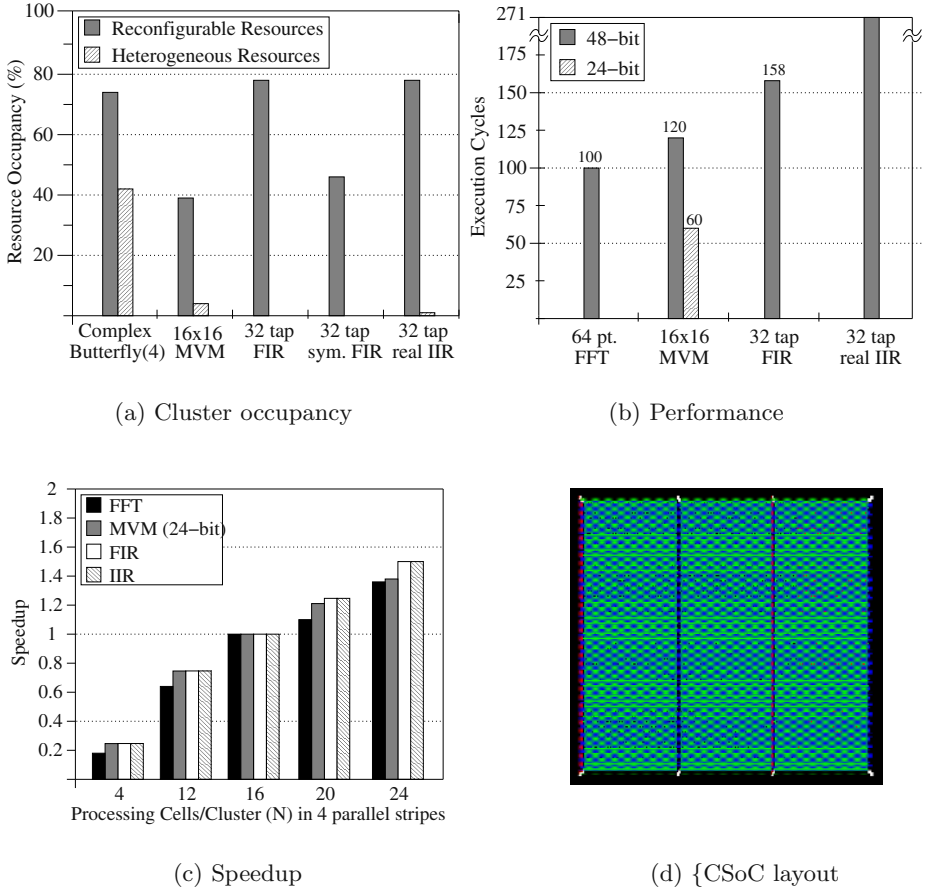 100
80
60
40
20
Resource Occupancy (%)
Reconfigurable Resources
Heterogeneous Resources
Complex Butterfly(4)
16x16 MVM
32 tap FIR
32 tap sym. FIR
32 tap real IIR
(a) Cluster occupancy
271
175
150
125
100
75
50
25
Execution Cycles
48−bit
24−bit
100
120
60
158
64 pt. FFT
16x16 MVM
32 tap FIR
32 tap real IIR
(b) Performance
2
1.8
1.6
1.4
1.2
1
0.8
0.6
0.4
0.2
Speedup
FFT
MVM (24−bit)
FIR
IIR
4 12 16 20 24
Processing Cells/Cluster (N) in 4 parallel stripes
(c) Speedup
(d) {CSoC layout